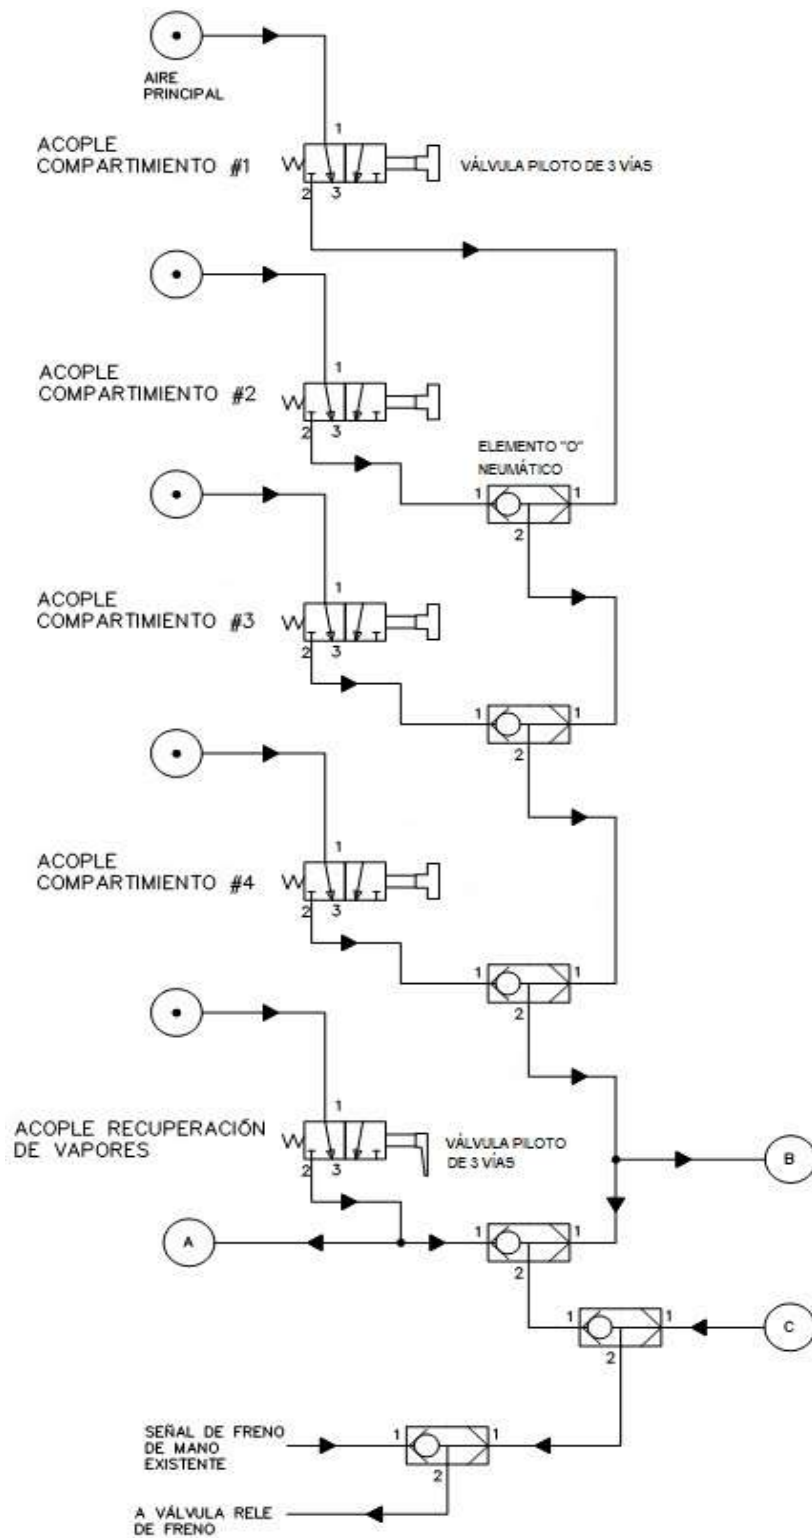 AIRE
PRINCIPAL
ACOPLE
COMPARTIMIENTO #1
1
2 3
VÁLVULA PILOTO DE 3 VÍAS
ACOPLE
COMPARTIMIENTO #2
1
2 3
ELEMENTO "O"
NEUMÁTICO
1 1
2
ACOPLE
COMPARTIMIENTO #3
1
2 3
1 1
2
ACOPLE
COMPARTIMIENTO #4
1
2 3
1 1
2
ACOPLE RECUPERACIÓN
DE VAPORES
1
2 3
VÁLVULA PILOTO
DE 3 VÍAS
B
A
1 1
2
C
1 1
2
SEÑAL DE FRENO
DE MANO
EXISTENTE
1 1
2
A VÁLVULA RELE
DE FRENO